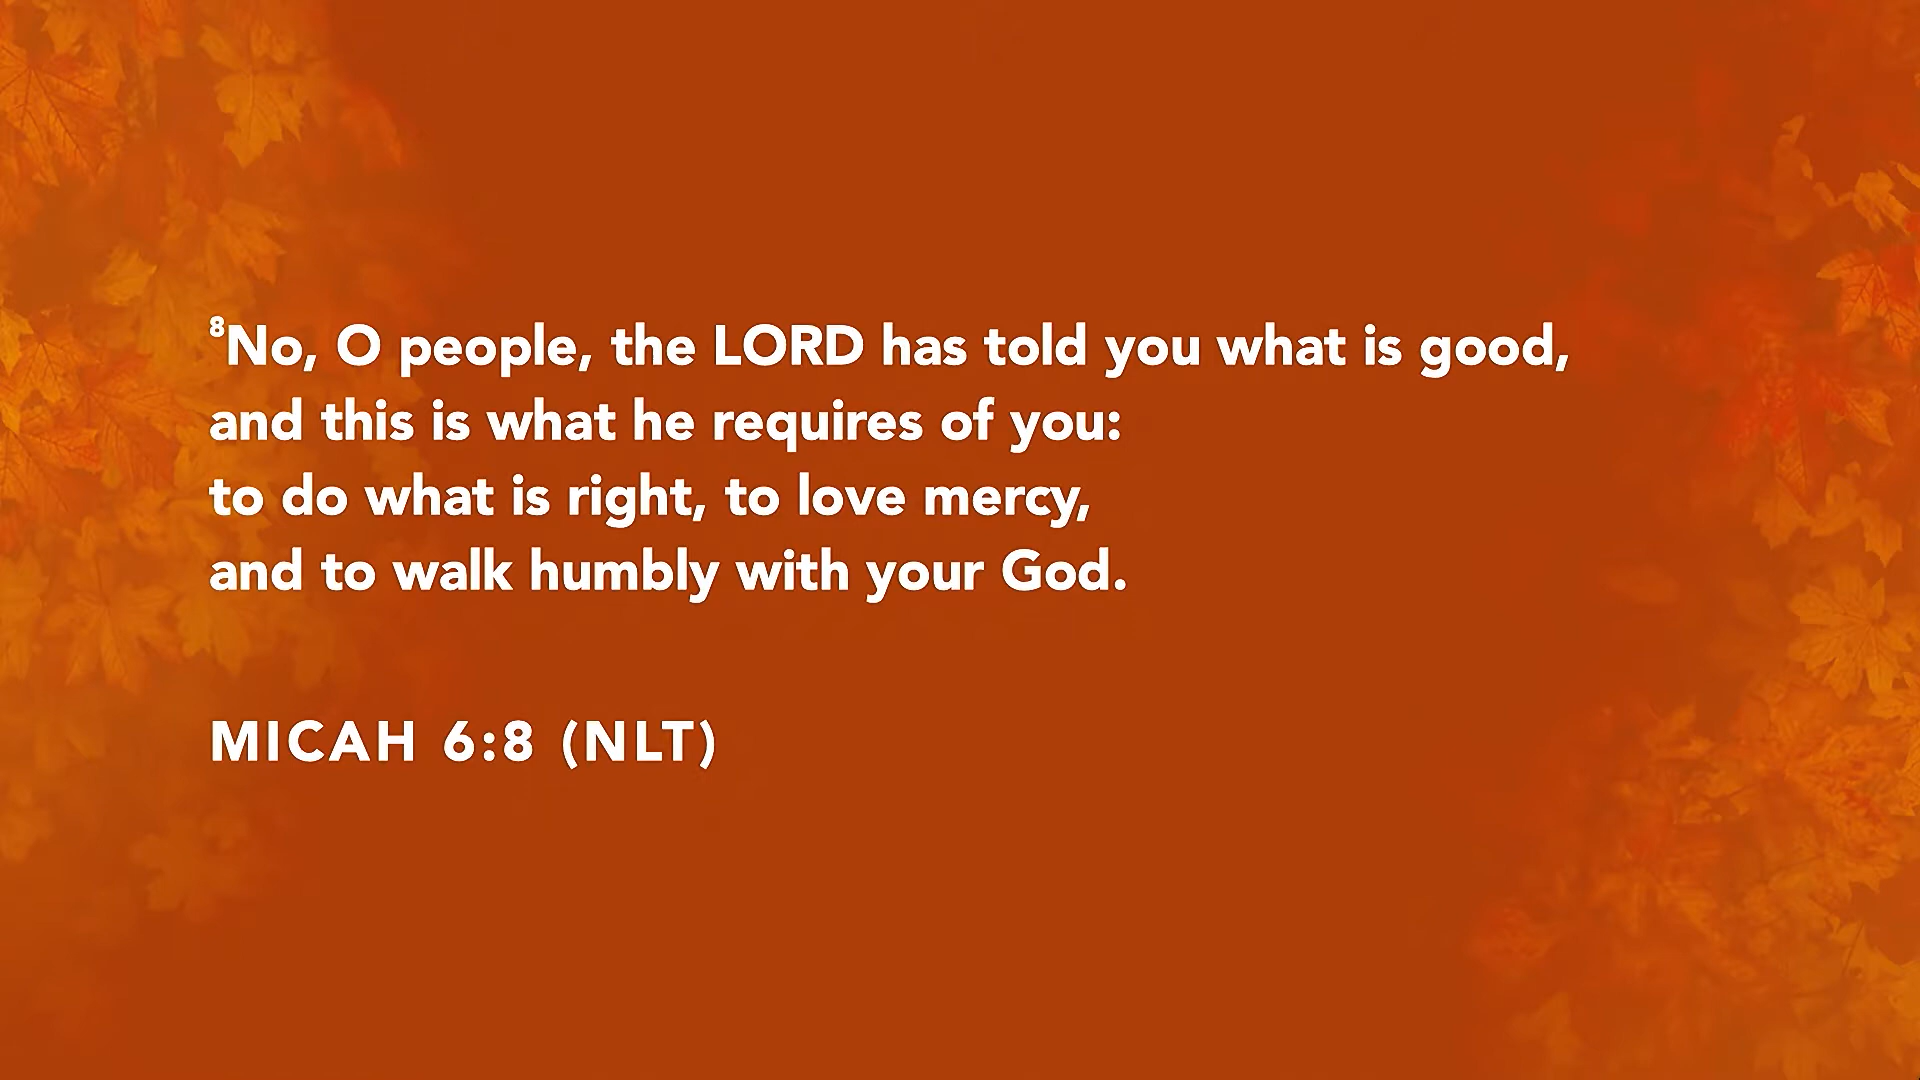 ⁸No, O people, the LORD has told you what is good,
and this is what he requires of you:
to do what is right, to love mercy,
and to walk humbly with your God.
MICAH 6:8 (NLT)